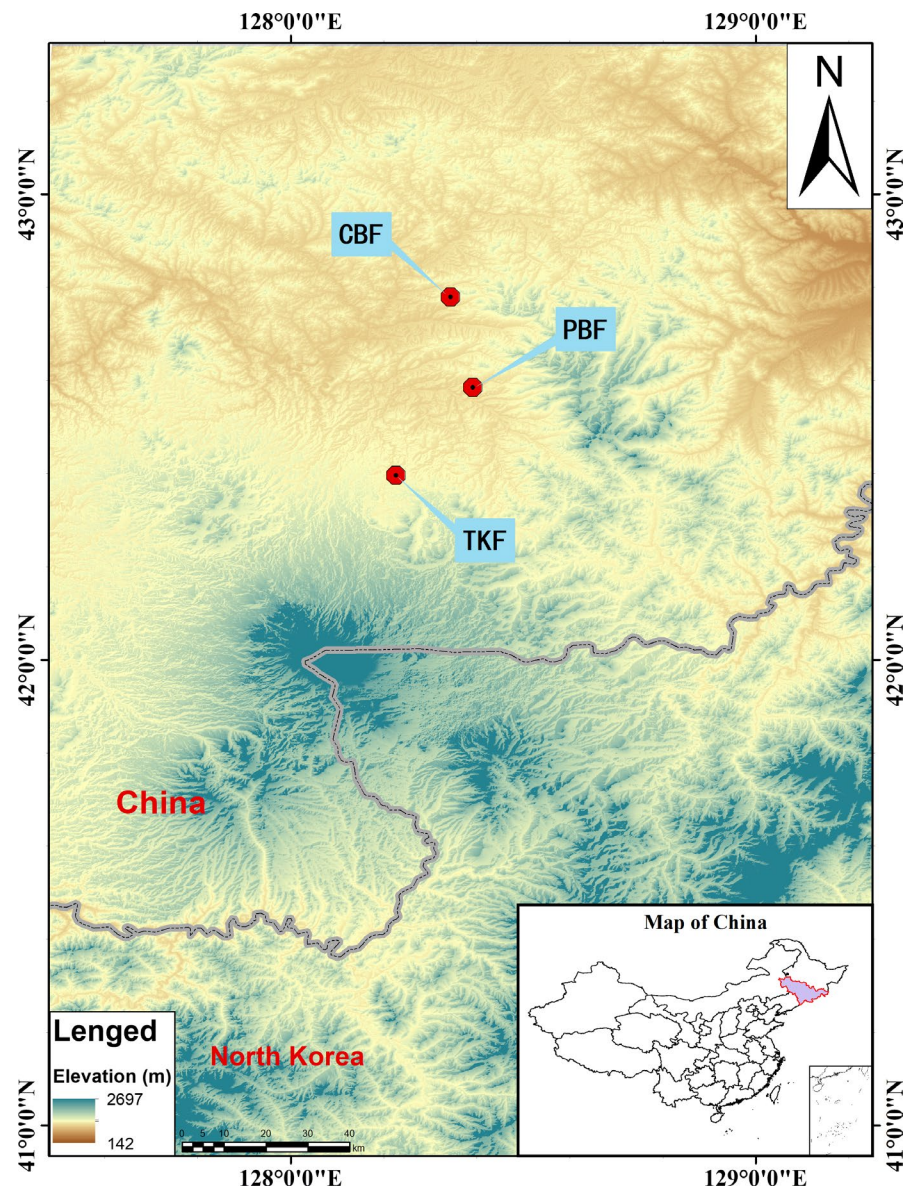 128°0'0"E 129°0'0"E
N
43°0'0"N 43°0'0"N
CBF
PBF
TKF
42°0'0"N 42°0'0"N
China
Map of China
Lenged
North Korea
Elevation (m)
2697
142
0 5 10 20 30 40
km
41°0'0"N 41°0'0"N
128°0'0"E 129°0'0"E